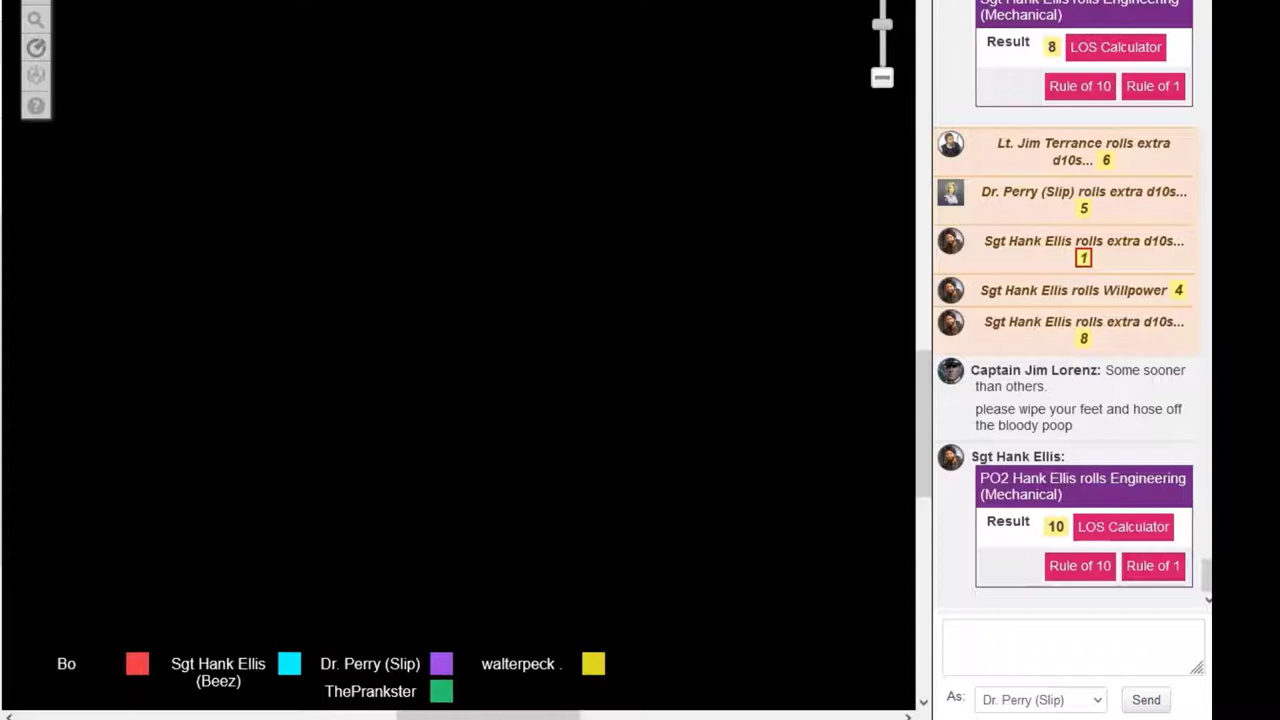 Sgt Hank Ellis rolls Engineering
(Mechanical)
Result 8 LOS Calculator
Rule of 10 Rule of 1
Lt. Jim Terrance rolls extra
d10s... 6
Dr. Perry (Slip) rolls extra d10s...
5
Sgt Hank Ellis rolls extra d10s...
1
Sgt Hank Ellis rolls Willpower 4
Sgt Hank Ellis rolls extra d10s...
8
Captain Jim Lorenz: Some sooner
than others.
please wipe your feet and hose off
the bloody poop
Sgt Hank Ellis:
PO2 Hank Ellis rolls Engineering
(Mechanical)
Result 10 LOS Calculator
Rule of 10 Rule of 1
Bo
Sgt Hank Ellis
(Beez)
Dr. Perry (Slip)
walterpeck .
ThePrankster
As: Dr. Perry (Slip) Send